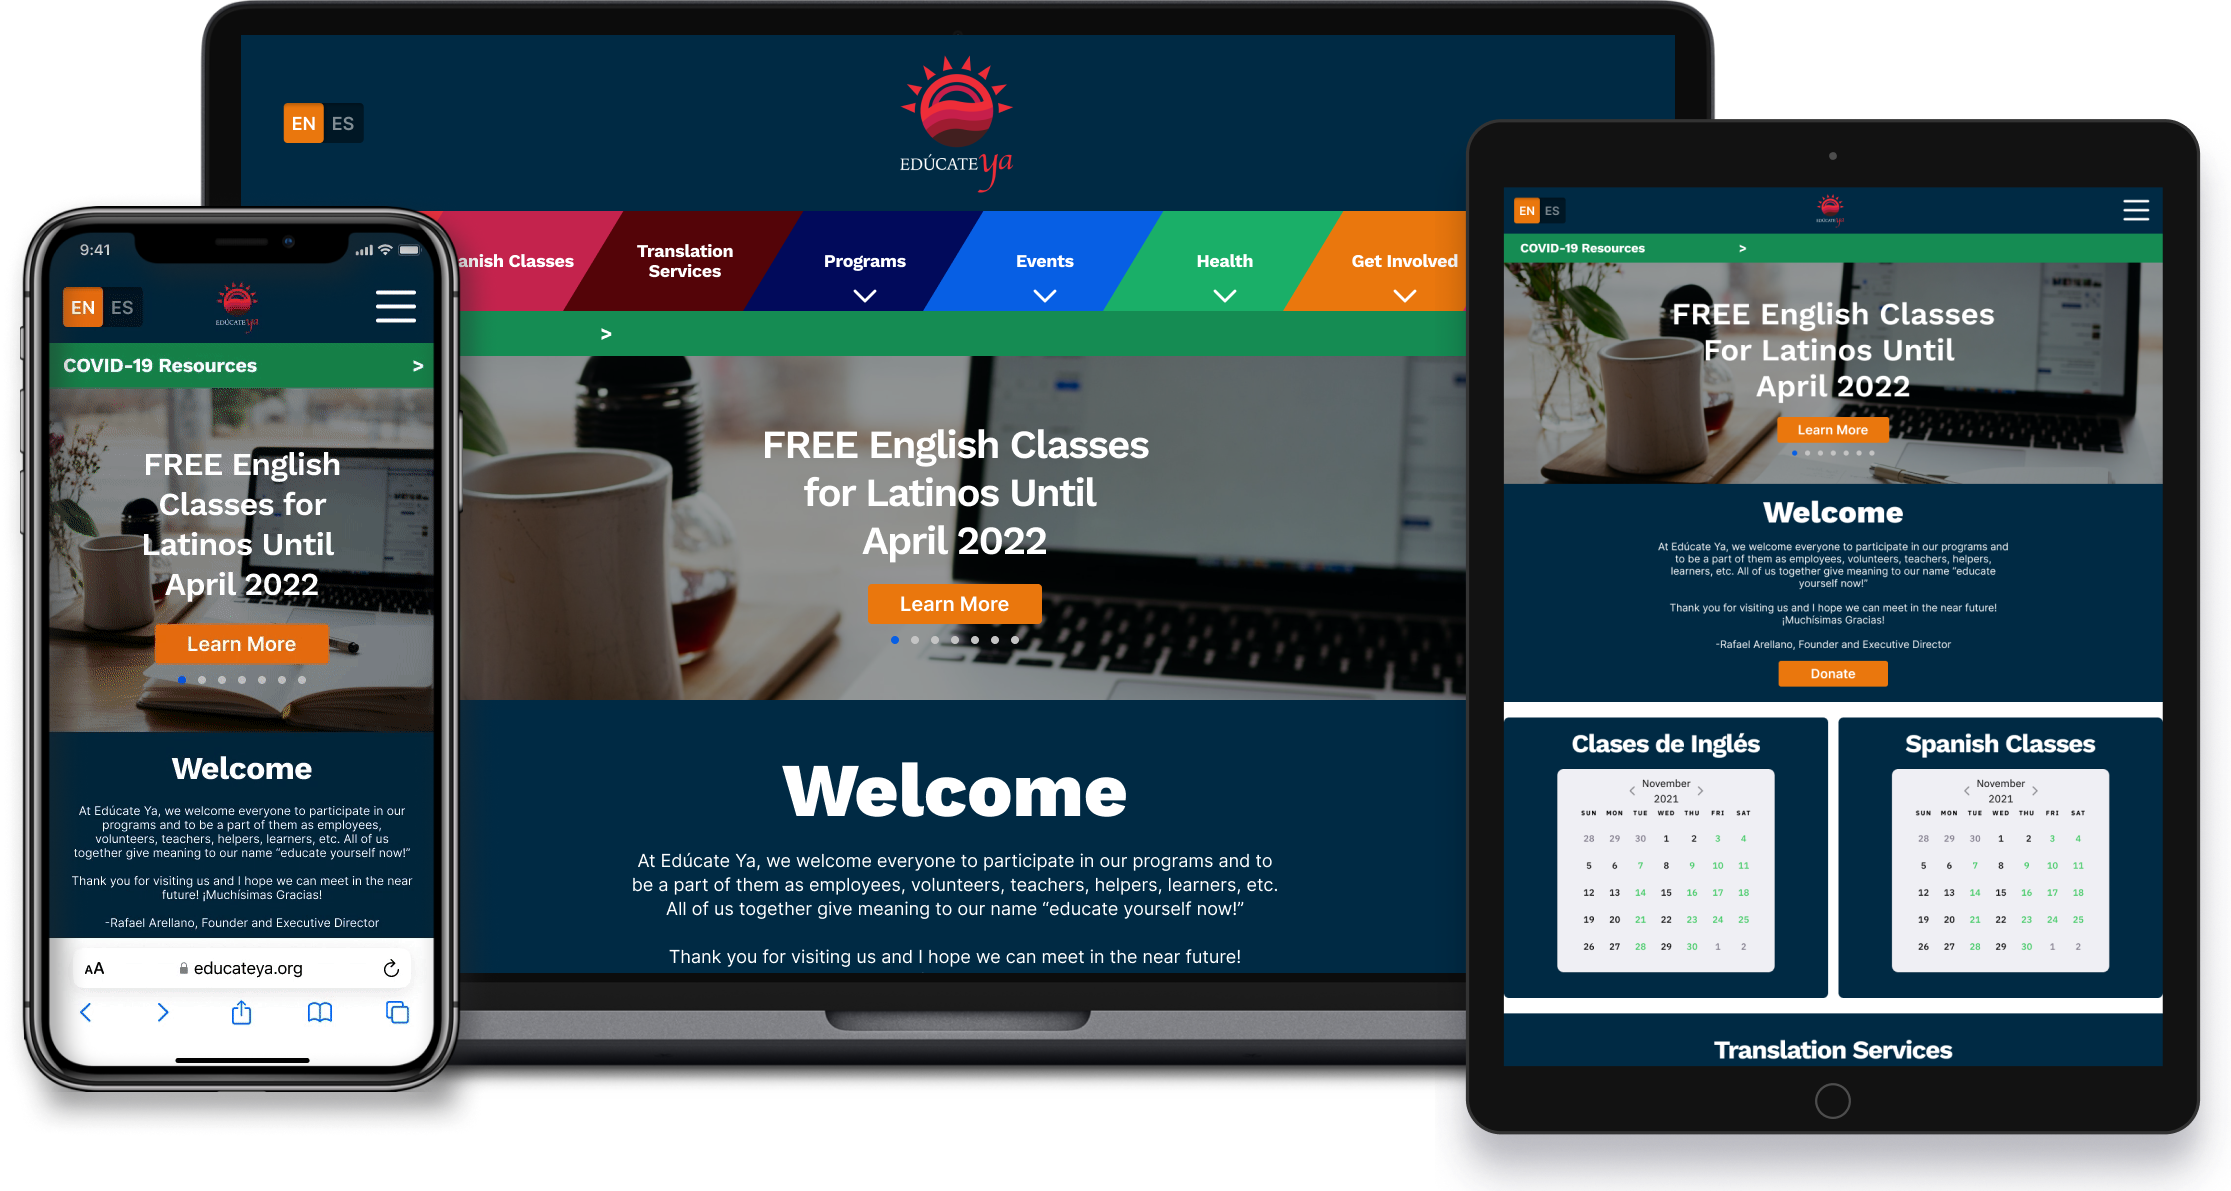 9:41
EN ES
EDÚCATE ya
COVID-19 Resources >
FREE English
Classes for
Latinos Until
April 2022
Learn More
Welcome
At Edúcate Ya, we welcome everyone to participate in our
programs and to be a part of them as employees,
volunteers, teachers, helpers, learners, etc. All of us
together give meaning to our name “educate yourself now!”
Thank you for visiting us and I hope we can meet in the near
future! ¡Muchísimas Gracias!
-Rafael Arellano, Founder and Executive Director
AA educateya.org
EN ES
EDÚCATE ya
anish Classes
Translation
Services
Programs
Events
Health
Get Involved
>
FREE English Classes
for Latinos Until
April 2022
Learn More
Welcome
At Edúcate Ya, we welcome everyone to participate in our programs and to
be a part of them as employees, volunteers, teachers, helpers, learners, etc.
All of us together give meaning to our name “educate yourself now!”
Thank you for visiting us and I hope we can meet in the near future!
EN ES
EDÚCATE ya
COVID-19 Resources >
FREE English Classes
For Latinos Until
April 2022
Learn More
Welcome
At Edúcate Ya, we welcome everyone to participate in our programs and
to be a part of them as employees, volunteers, teachers, helpers,
learners, etc. All of us together give meaning to our name “educate
yourself now!”
Thank you for visiting us and I hope we can meet in the near future!
¡Muchísimas Gracias!
-Rafael Arellano, Founder and Executive Director
Donate
Clases de Inglés
November
2021
SUN MON TUE WED THU FRI SAT
28 29 30 1 2 3 4
5 6 7 8 9 10 11
12 13 14 15 16 17 18
19 20 21 22 23 24 25
26 27 28 29 30 1 2
Spanish Classes
November
2021
SUN MON TUE WED THU FRI SAT
28 29 30 1 2 3 4
5 6 7 8 9 10 11
12 13 14 15 16 17 18
19 20 21 22 23 24 25
26 27 28 29 30 1 2
Translation Services